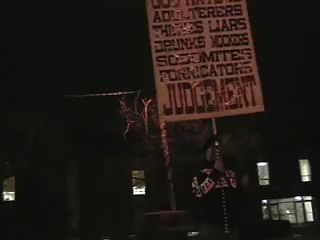 ADULTERERS
THIEVES LIARS
DRUNKS MOCKERS
SODOMITES
FORNICATORS
JUDGEMENT